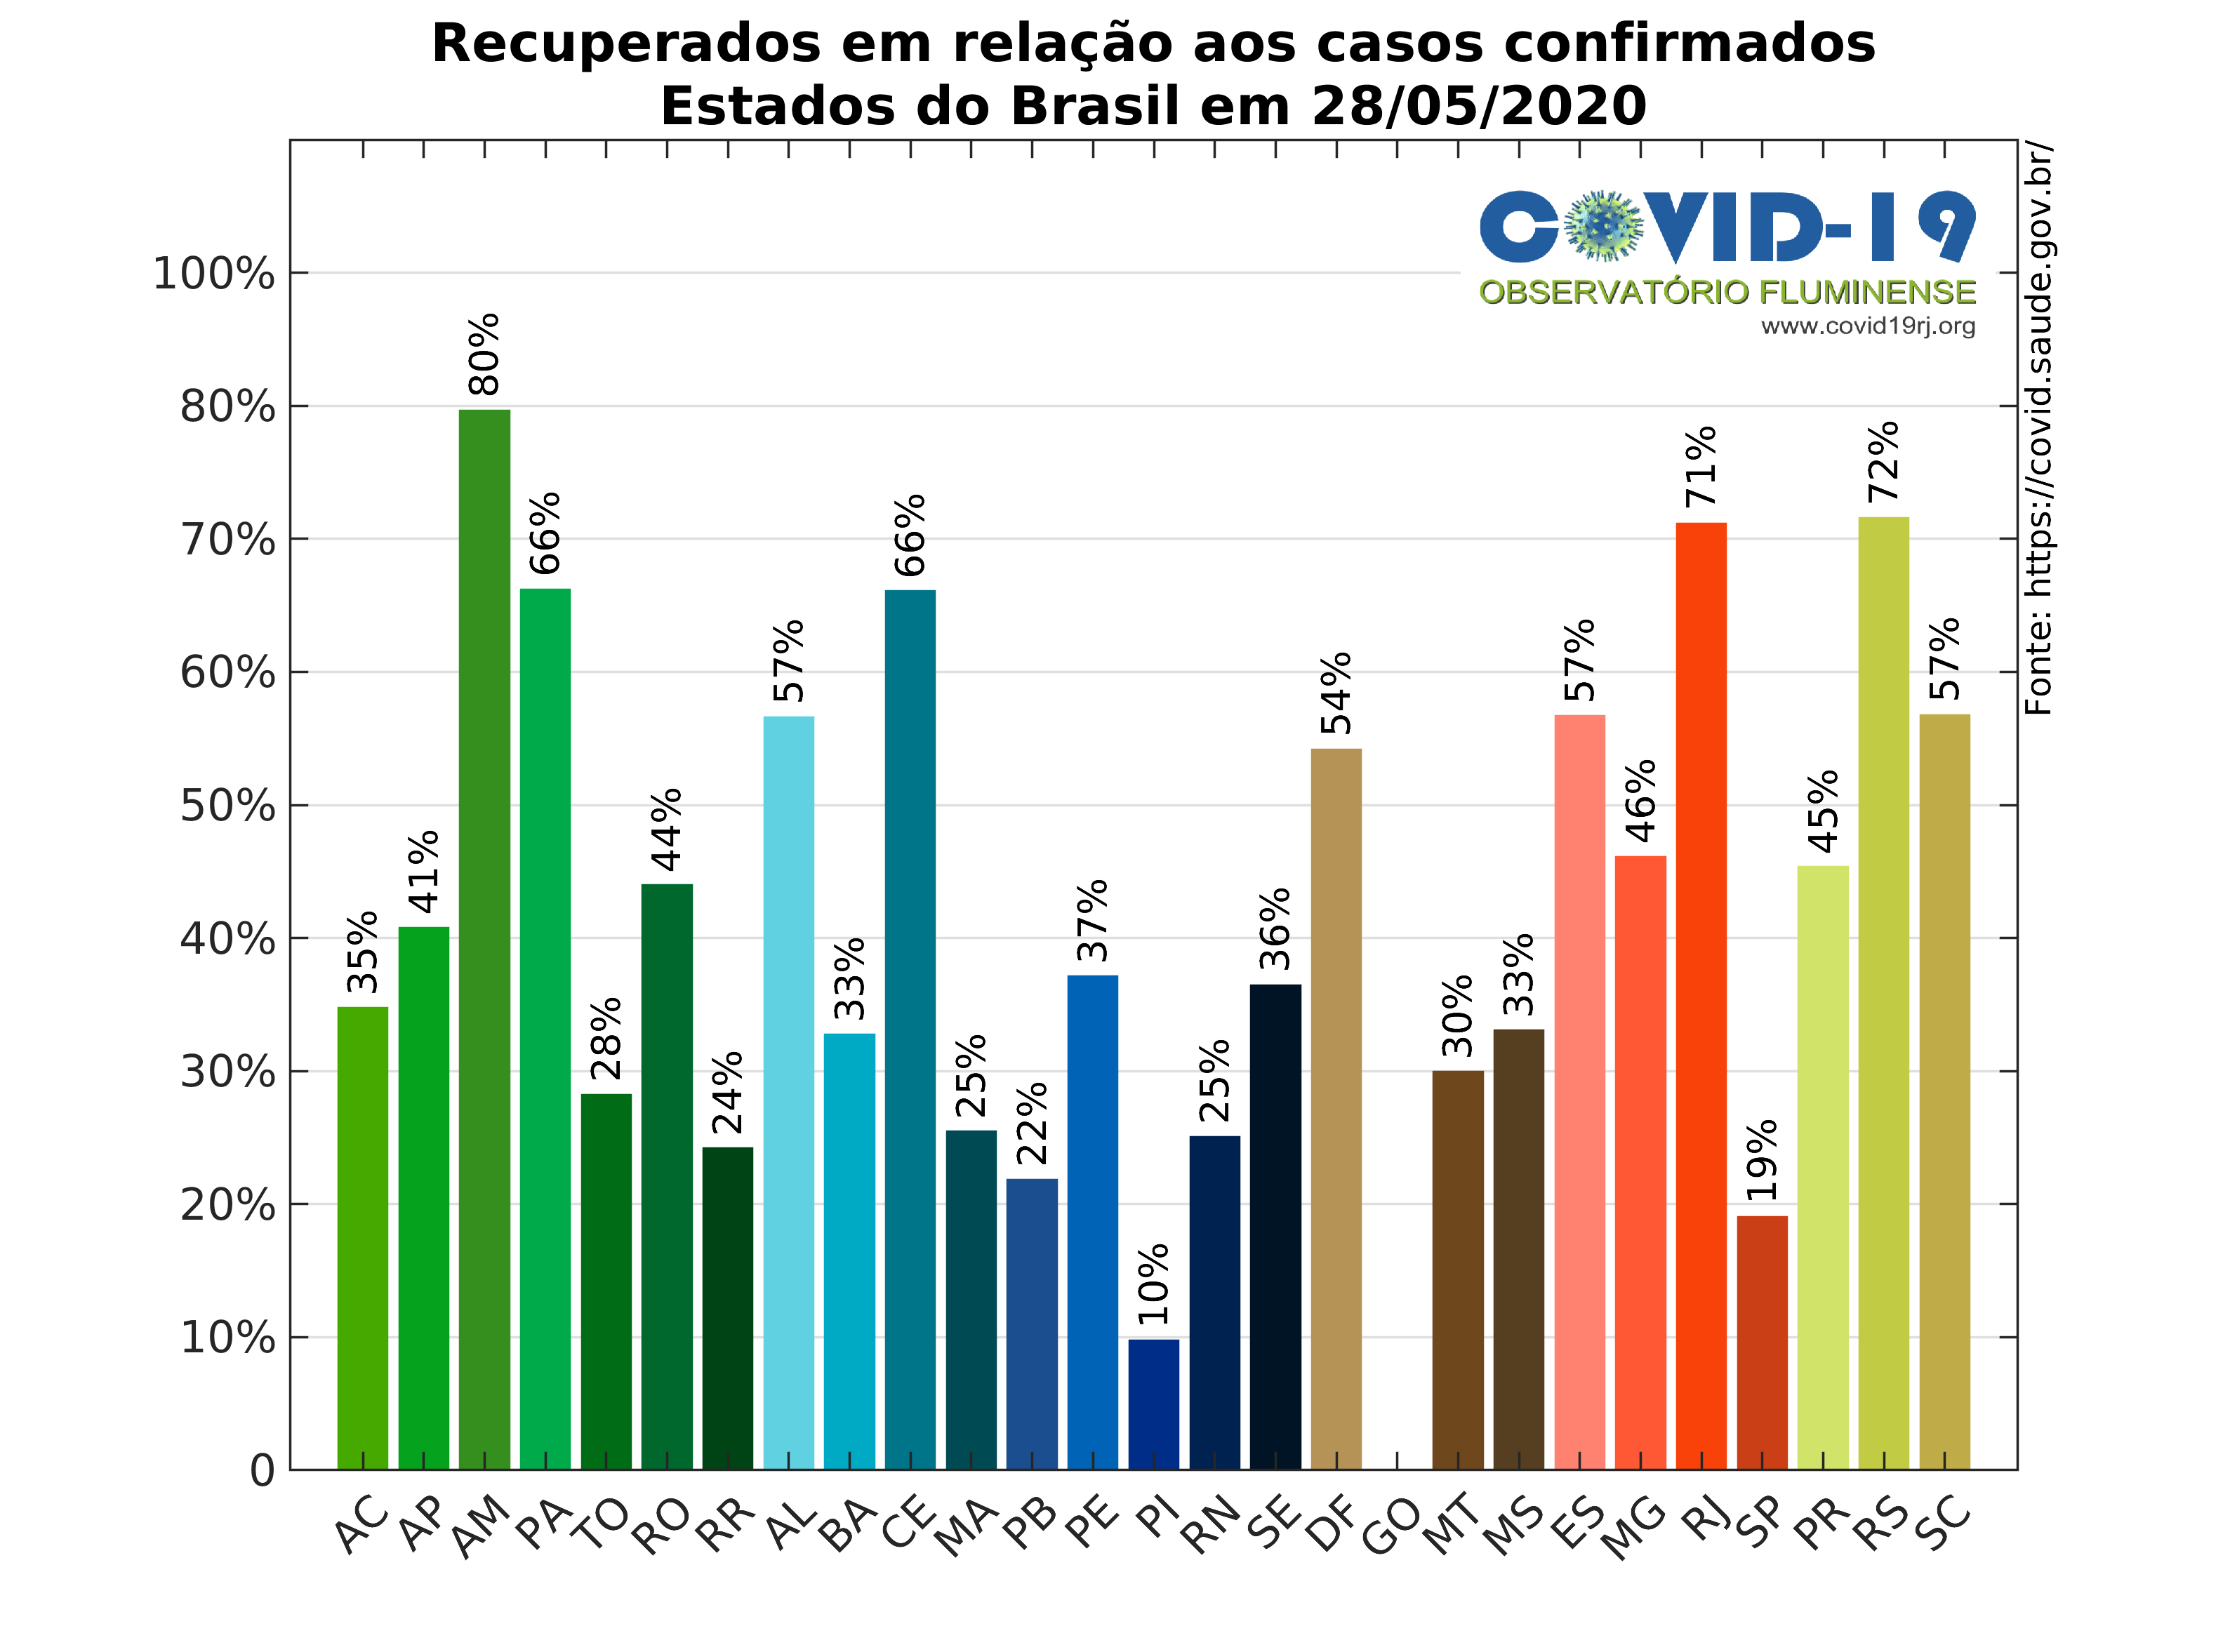 Recuperados em relação aos casos confirmados
Estados do Brasil em 28/05/2020
COVID-19
OBSERVATÓRIO FLUMINENSE
www.covid19rj.org
Fonte: https://covid.saude.gov.br/
100%
80%
70%
60%
50%
40%
30%
20%
10%
0
35%
41%
80%
66%
28%
44%
24%
57%
33%
66%
25%
22%
37%
10%
25%
36%
54%
30%
33%
57%
46%
71%
19%
45%
72%
57%
AC
AP
AM
PA
TO
RO
RR
AL
BA
CE
MA
PB
PE
PI
RN
SE
DF
GO
MT
MS
ES
MG
RJ
SP
PR
RS
SC